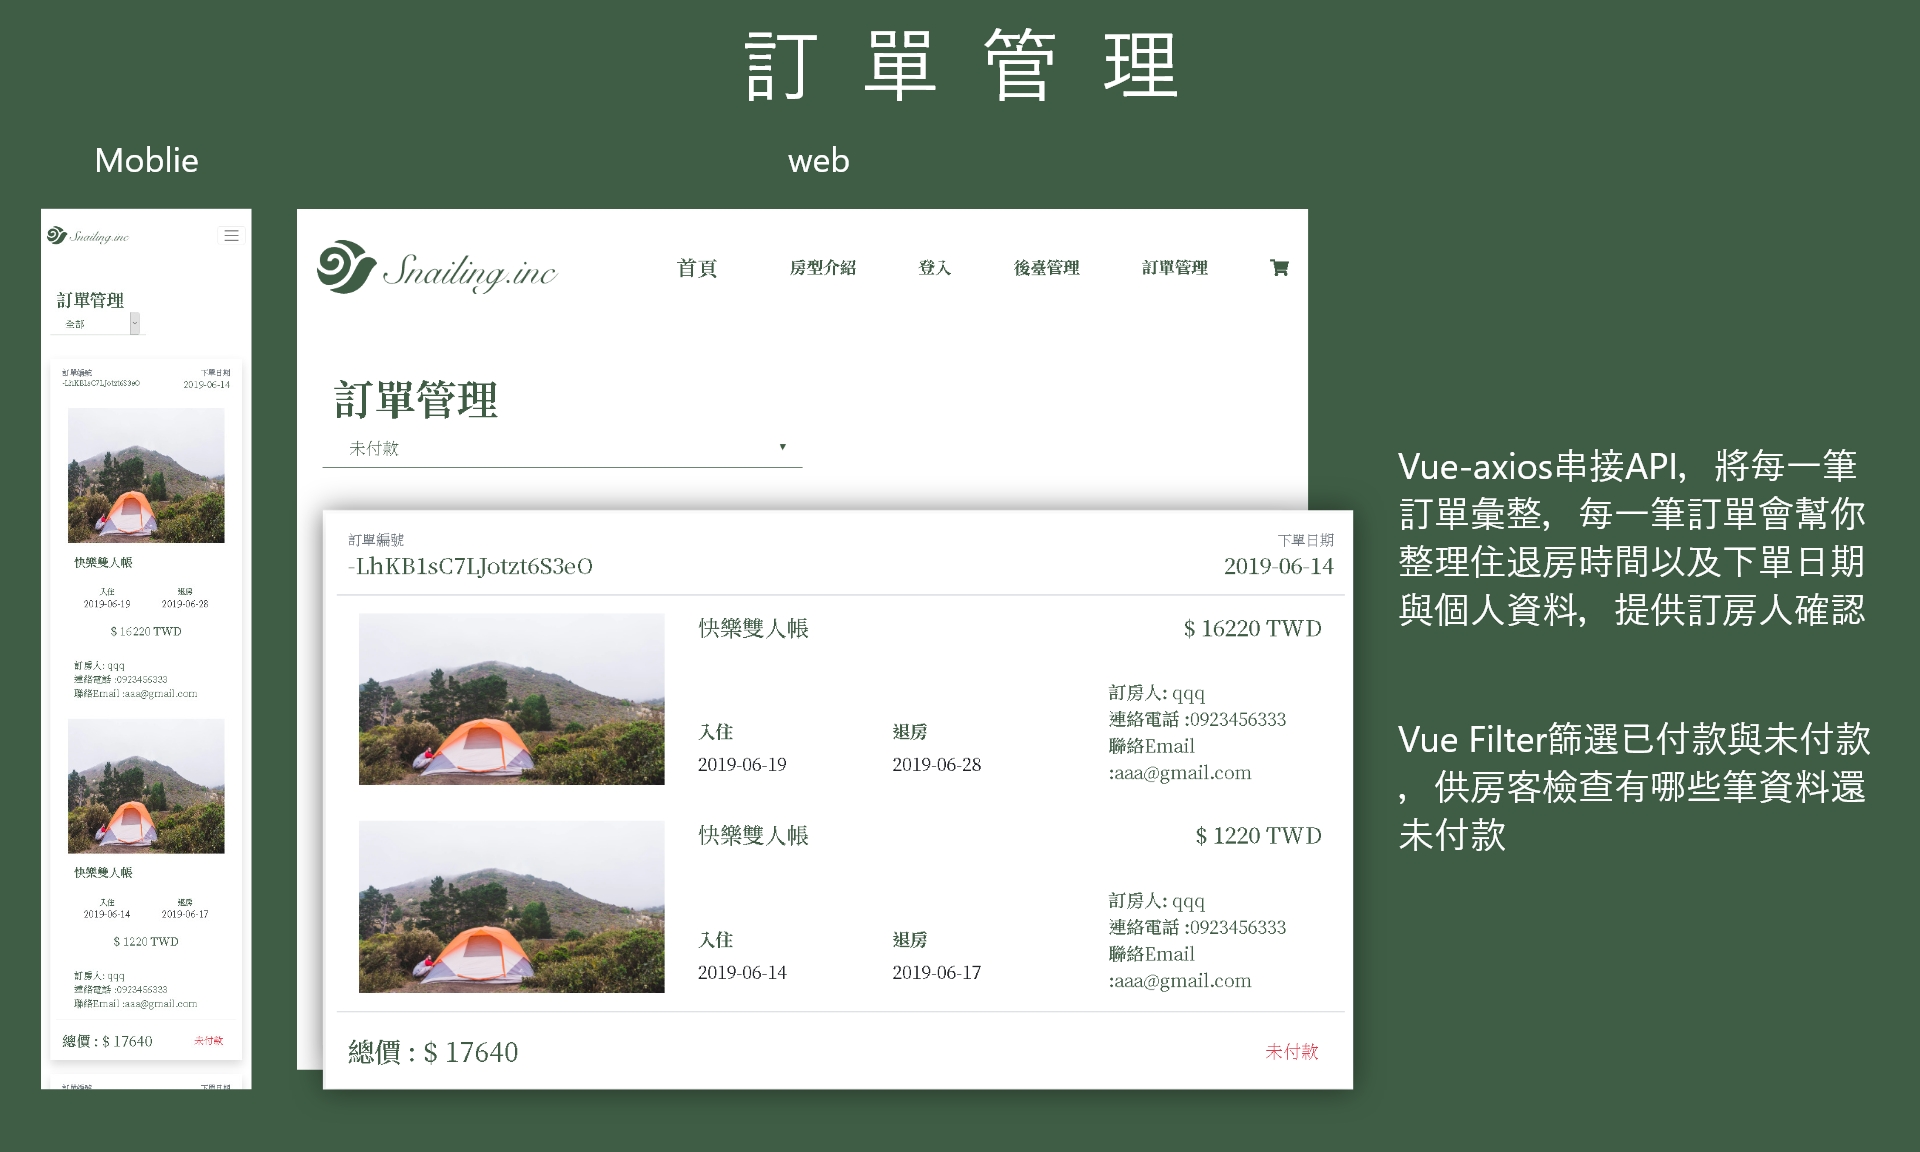 訂單管理
Moblie
web
Snailing.inc
訂單管理
全部
訂單編號
下單日期
-LhKB1sC7LJotzt6S3eO
2019-06-14
快樂雙人帳
入住 退房
2019-06-19 2019-06-28
$ 16220 TWD
訂房人: qqq
連絡電話 :0923456333
聯絡Email :aaa@gmail.com
快樂雙人帳
入住 退房
2019-06-14 2019-06-17
$ 1220 TWD
訂房人: qqq
連絡電話 :0923456333
聯絡Email :aaa@gmail.com
總價 : $ 17640 未付款
訂單編號 下單日期
Snailing.inc 首頁 房型介紹 登入 後臺管理 訂單管理
訂單管理
未付款
訂單編號 下單日期
-LhKB1sC7LJotzt6S3eO 2019-06-14
快樂雙人帳 $ 16220 TWD
訂房人: qqq
連絡電話 :0923456333
聯絡Email
:aaa@gmail.com
入住 退房
2019-06-19 2019-06-28
快樂雙人帳 $ 1220 TWD
訂房人: qqq
連絡電話 :0923456333
聯絡Email
:aaa@gmail.com
入住 退房
2019-06-14 2019-06-17
總價 : $ 17640 未付款
Vue-axios串接API，將每一筆
訂單彙整，每一筆訂單會幫你
整理住退房時間以及下單日期
與個人資料，提供訂房人確認
Vue Filter篩選已付款與未付款
，供房客檢查有哪些筆資料還
未付款